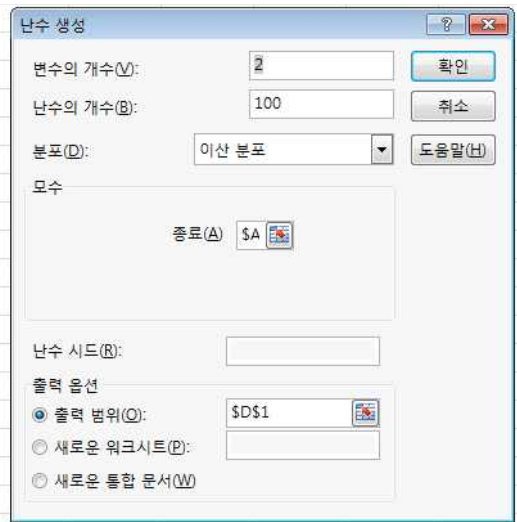 난수 생성
변수의 개수(V): 2 확인
난수의 개수(B): 100 취소
분포(D): 이산 분포 도움말(H)
모수
종료(A) $A
난수 시드(R):
출력 옵션
출력 범위(O): $D$1
새로운 워크시트(P):
새로운 통합 문서(W)